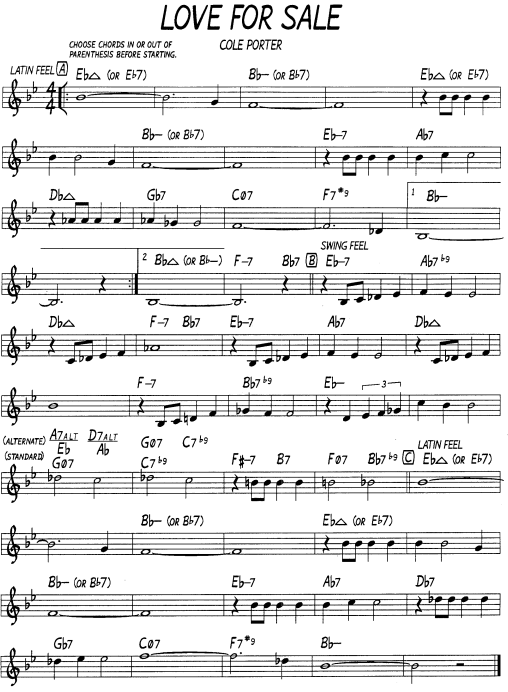 LOVE FOR SALE
CHOOSE CHORDS IN OR OUT OF
PARENTHESIS BEFORE STARTING.
COLE PORTER
LATIN FEEL A E♭△ (OR E♭7) B♭– (OR B♭7) E♭△ (OR E♭7)
B♭– (OR B♭7) E♭–7 A♭7
D♭△ G♭7 CØ7 F7#9 1 B♭–
2 B♭△ (OR B♭–) F–7 B♭7 B SWING FEEL E♭–7 A♭7♭9
D♭△ F–7 B♭7 E♭–7 A♭7 D♭△
F–7 B♭7♭9 E♭– 3
(ALTERNATE) A7ALT D7ALT GØ7 C7♭9
E♭ A♭
(STANDARD) GØ7 C7♭9 F#–7 B7 FØ7 B♭7♭9 C LATIN FEEL E♭△ (OR E♭7)
B♭– (OR B♭7) E♭△ (OR E♭7)
B♭– (OR B♭7) E♭–7 A♭7 D♭7
G♭7 CØ7 F7#9 B♭–